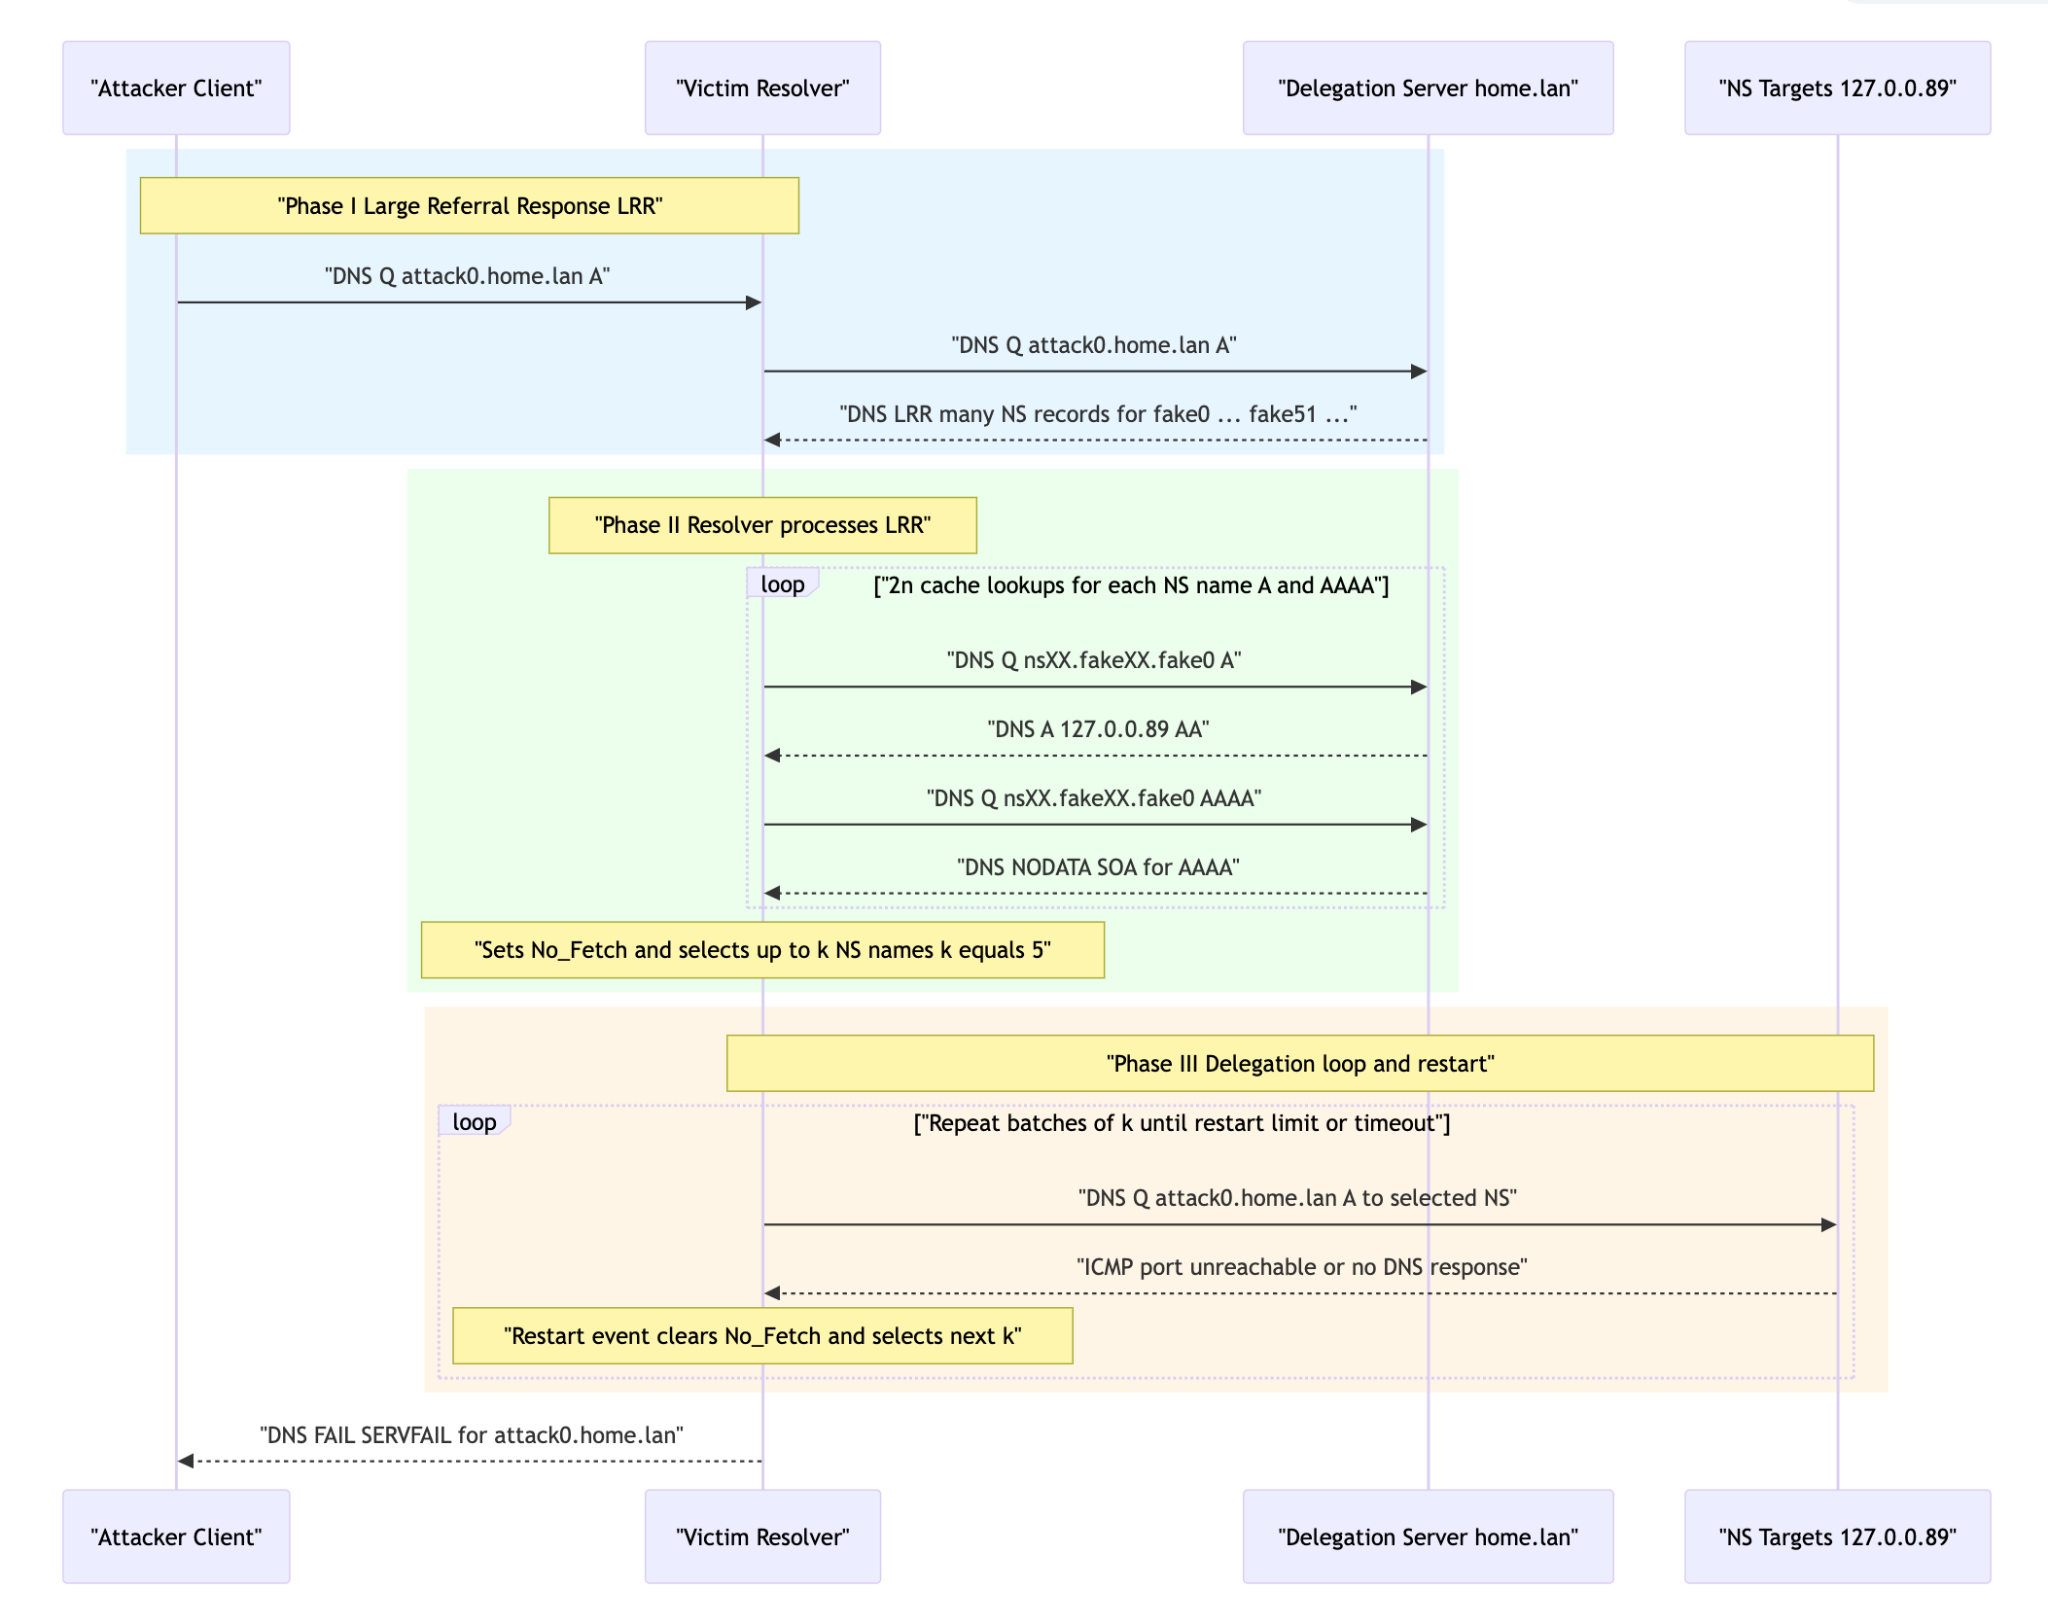 "Attacker Client"
"Victim Resolver"
"Delegation Server home.lan"
"NS Targets 127.0.0.89"
"Phase I Large Referral Response LRR"
"DNS Q attack0.home.lan A"
"DNS Q attack0.home.lan A"
"DNS LRR many NS records for fake0 ... fake51 ..."
"Phase II Resolver processes LRR"
loop
["2n cache lookups for each NS name A and AAAA"]
"DNS Q nsXX.fakeXX.fake0 A"
"DNS A 127.0.0.89 AA"
"DNS Q nsXX.fakeXX.fake0 AAAA"
"DNS NODATA SOA for AAAA"
"Sets No_Fetch and selects up to k NS names k equals 5"
"Phase III Delegation loop and restart"
loop
["Repeat batches of k until restart limit or timeout"]
"DNS Q attack0.home.lan A to selected NS"
"ICMP port unreachable or no DNS response"
"Restart event clears No_Fetch and selects next k"
"DNS FAIL SERVFAIL for attack0.home.lan"
"Attacker Client"
"Victim Resolver"
"Delegation Server home.lan"
"NS Targets 127.0.0.89"